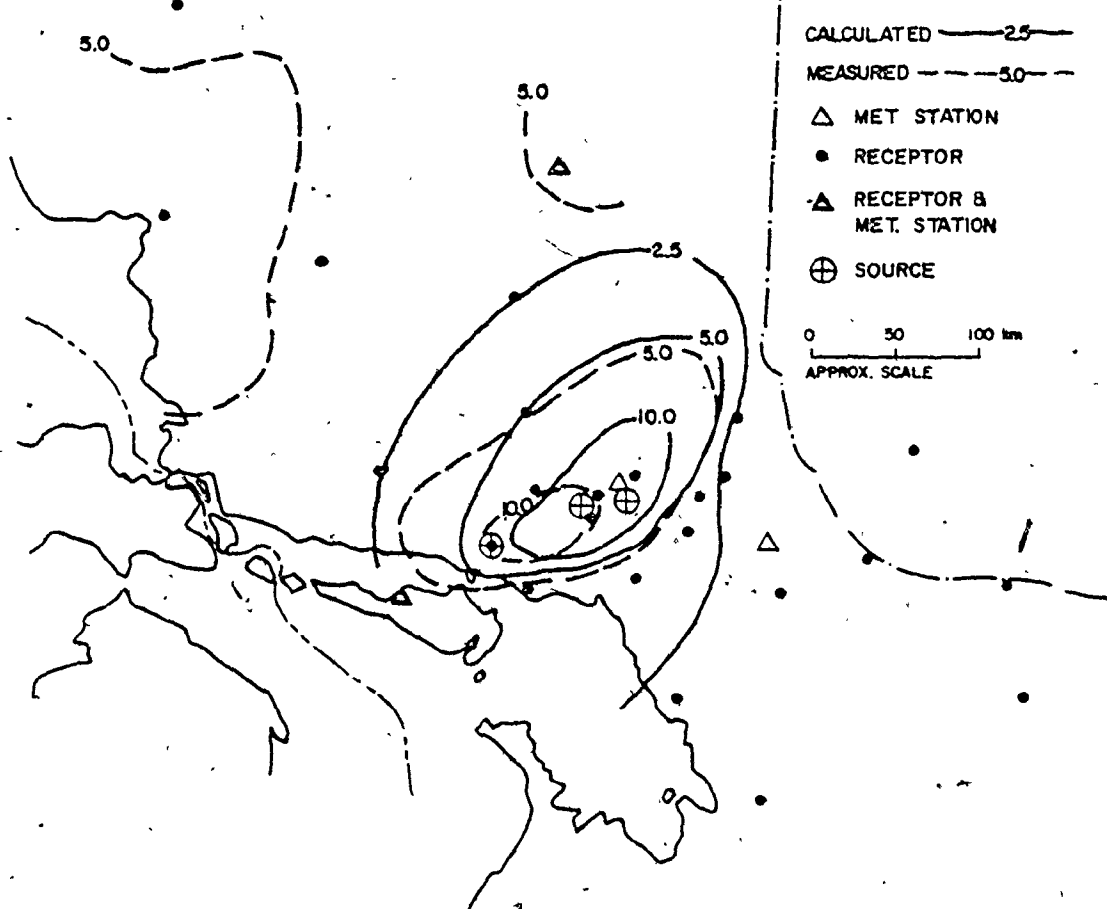 CALCULATED 2.5
MEASURED 5.0
MET STATION
RECEPTOR
RECEPTOR &
MET. STATION
SOURCE
0 50 100 km
APPROX. SCALE
5.0
5.0
2.5
5.0
5.0
10.0
10.0